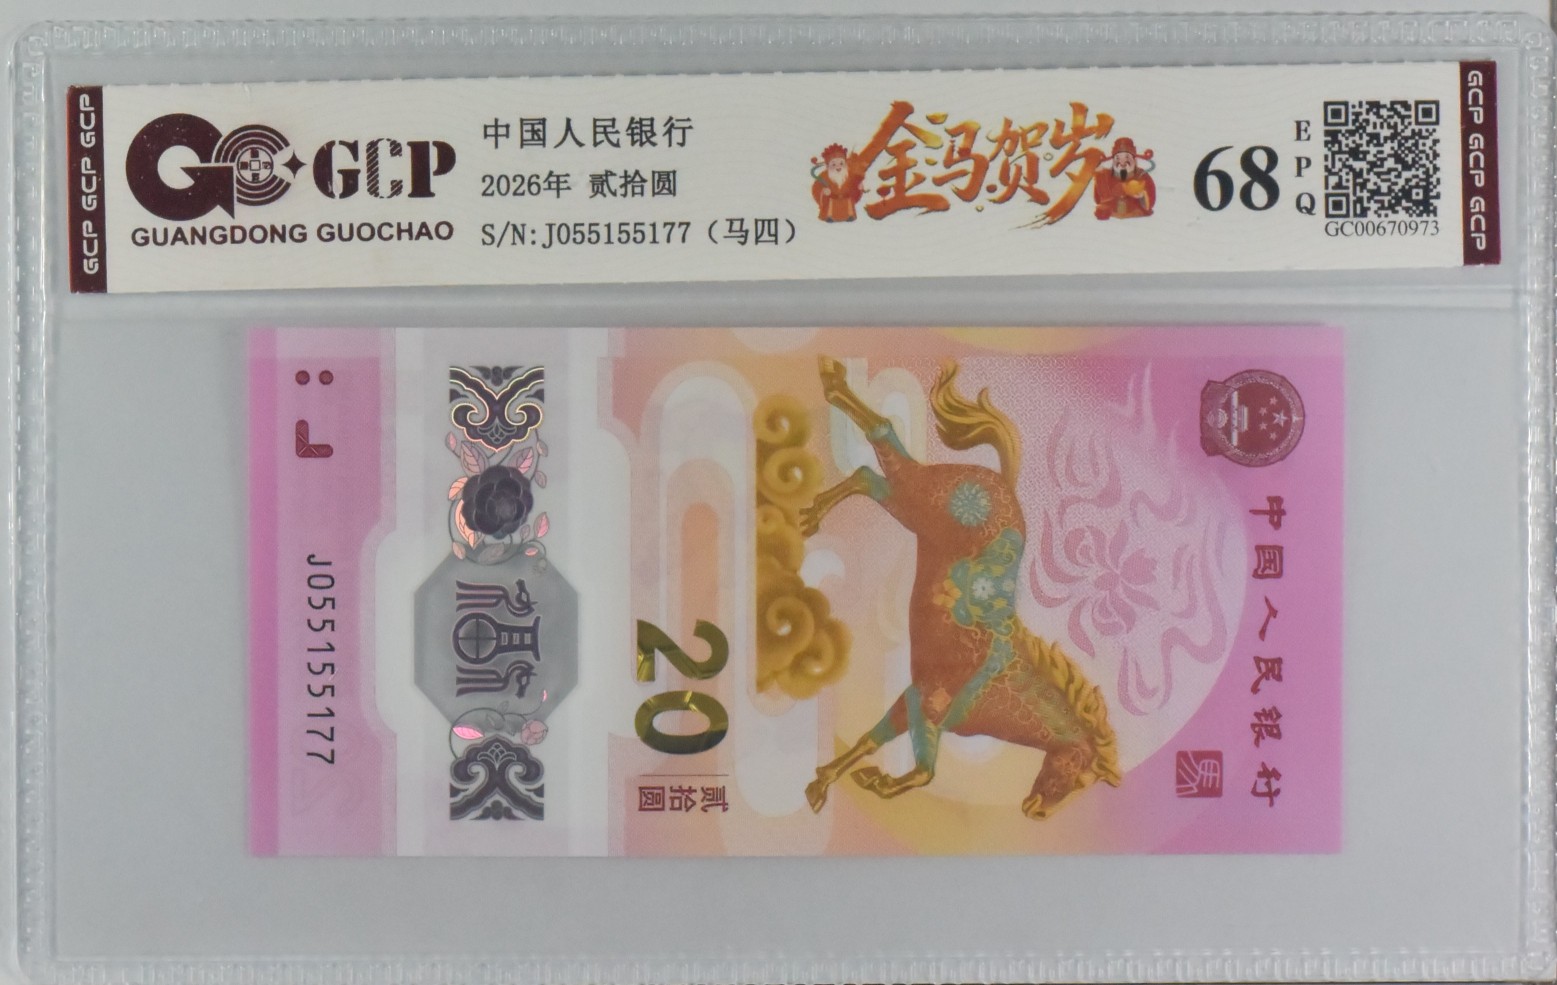 GCP GCP GCP
GCP
GUANGDONG GUOCHAO
中国人民银行
2026年 贰拾圆
S/N:J055155177（马四）
金马贺岁
68
EPQ
GC00670973
GCP GCP GCP
J055155177
20
贰拾圆
中国人民银行